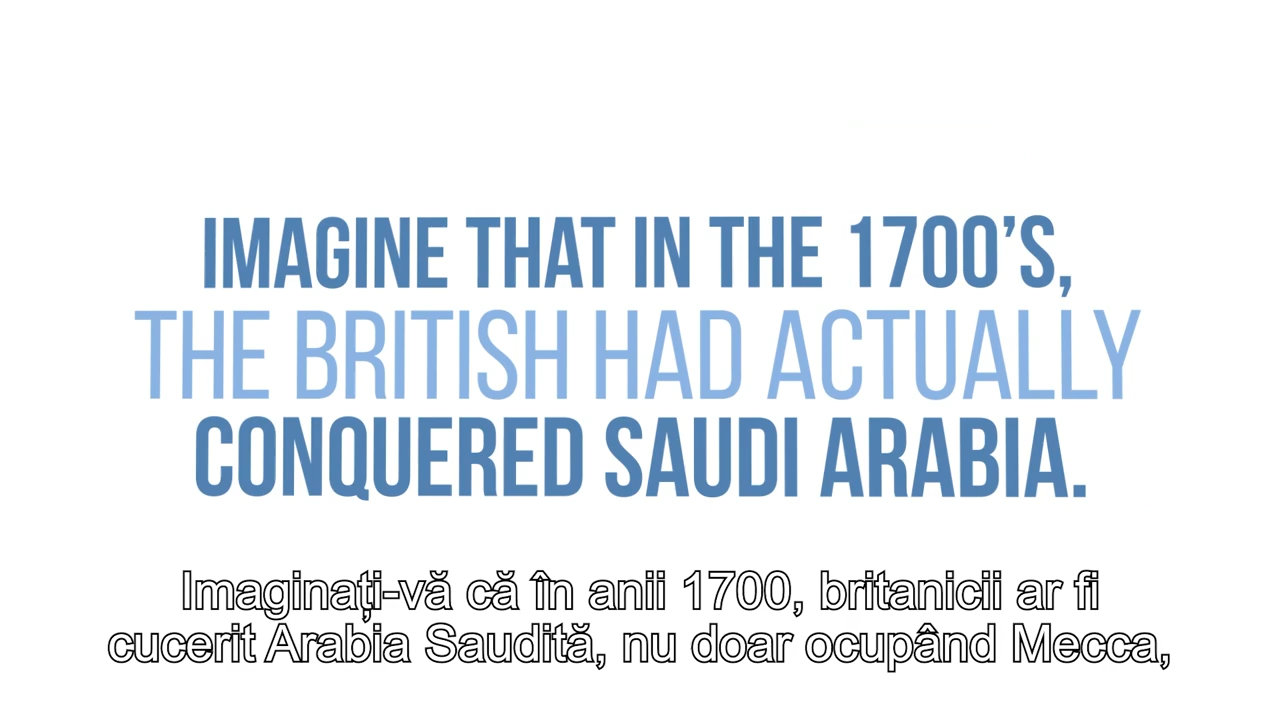 IMAGINE THAT IN THE 1700'S,
THE BRITISH HAD ACTUALLY
CONQUERED SAUDI ARABIA.
Imaginați-vă că în anii 1700, britanicii ar fi
cucerit Arabia Saudită, nu doar ocupând Mecca,